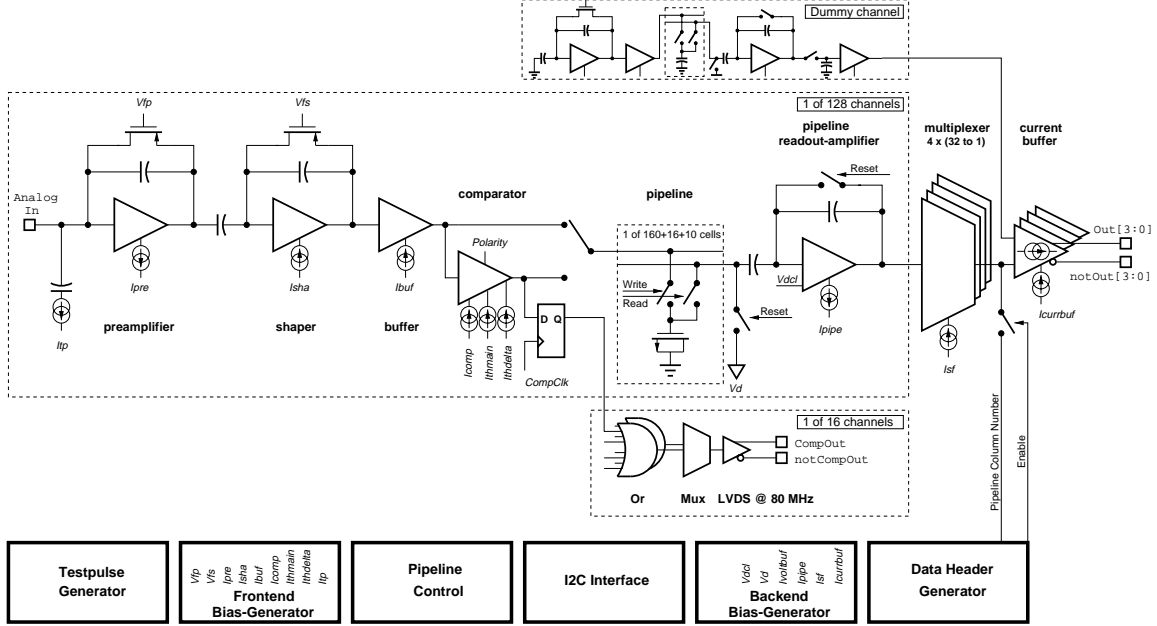 Dummy channel
1 of 128 channels
Vfp
Vfs
pipeline
readout-amplifier
multiplexer
4 x (32 to 1)
current
buffer
Reset
Analog
In
comparator
pipeline
Out[3:0]
notOut[3:0]
1 of 160+16+10 cells
Polarity
Write
Read
Vdcl
Ipre
Isha
Ibuf
Ipipe
Icurrbuf
Reset
preamplifier
shaper
buffer
D Q
Itp
Icomp
Ithmain
Ithdelta
CompClk
Vd
Isf
1 of 16 channels
CompOut
notCompOut
Or
Mux
LVDS @ 80 MHz
Pipeline Column Number
Enable
Testpulse
Generator
Vfp
Vfs
Ipre
Isha
Ibuf
Icomp
Ithmain
Ithdelta
Itp
Frontend
Bias-Generator
Pipeline
Control
I2C Interface
Vdcl
Vd
Ivoltbuf
Ipipe
Isf
Icurrbuf
Backend
Bias-Generator
Data Header
Generator